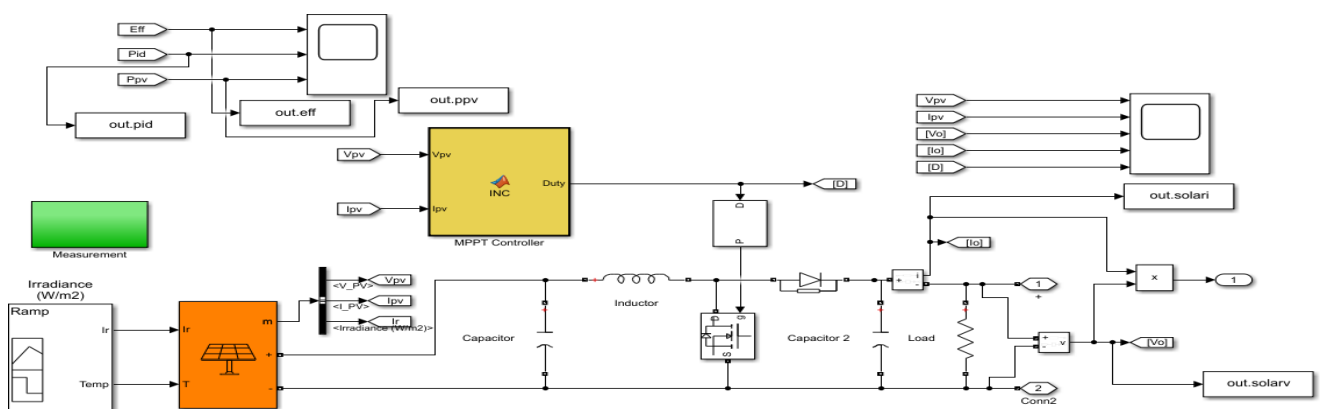 Eff
Pid
Ppv
out.pid
out.eff
out.ppv
Vpv
Ipv
Vpv
Ipv
INC
Duty
MPPT Controller
[D]
D
P
Vpv
Ipv
[Vo]
[Io]
[D]
out.solari
[Io]
x
1
Measurement
Irradiance
(W/m2)
Ramp
Ir
Temp
Ir
T
m
+
-
<V_PV>
<I_PV>
<Irradiance (W/m2)>
Vpv
Ipv
Ir
Capacitor
Inductor
g
D
S
Capacitor 2
+
i
-
Load
1
+
+
-
v
[Vo]
out.solarv
2
Conn2